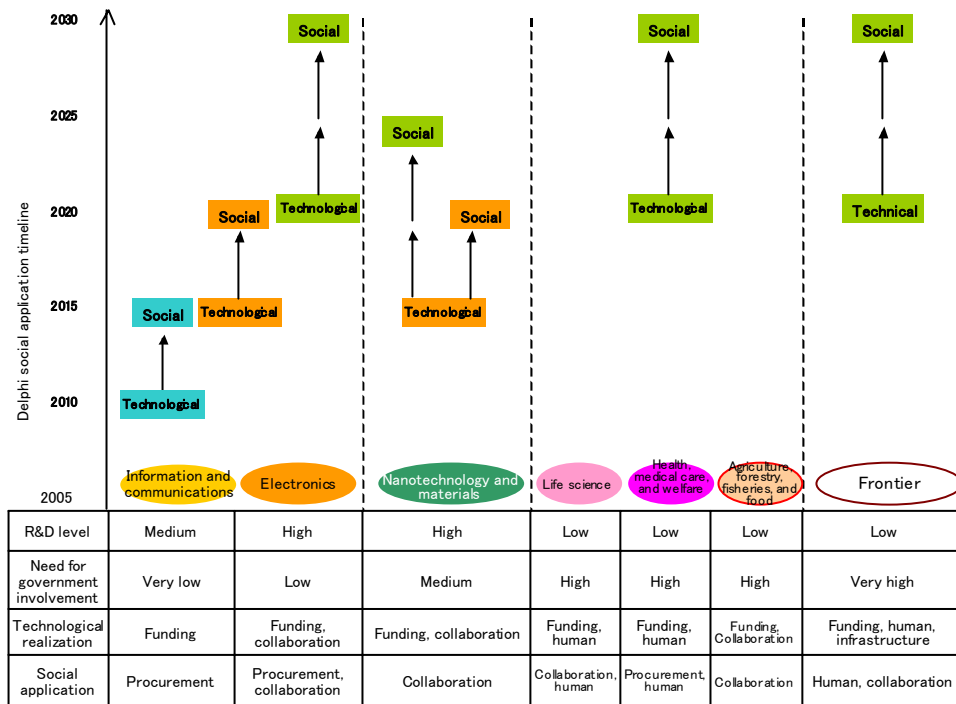 2030
Social
Social
Social
2025
Social
2020
Social
Technological
Social
Technological
Technical
2015
Social
Technological
Technological
2010
Technological
Delphi social application timeline
2005
Information and
communications
Electronics
Nanotechnology and
materials
Life science
Health,
medical care,
and welfare
Agriculture,
forestry,
fisheries, and
food
Frontier
R&D level
Medium
High
High
Low
Low
Low
Low
Need for
government
involvement
Very low
Low
Medium
High
High
High
Very high
Technological
realization
Funding
Funding,
collaboration
Funding, collaboration
Funding,
human
Funding,
human
Funding,
Collaboration
Funding, human,
infrastructure
Social
application
Procurement
Procurement,
collaboration
Collaboration
Collaboration,
human
Procurement,
human
Collaboration
Human, collaboration